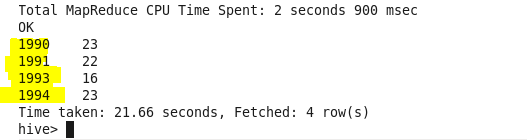 Total MapReduce CPU Time Spent: 2 seconds 900 msec
OK
1990    23
1991    22
1993    16
1994    23
Time taken: 21.66 seconds, Fetched: 4 row(s)
hive>